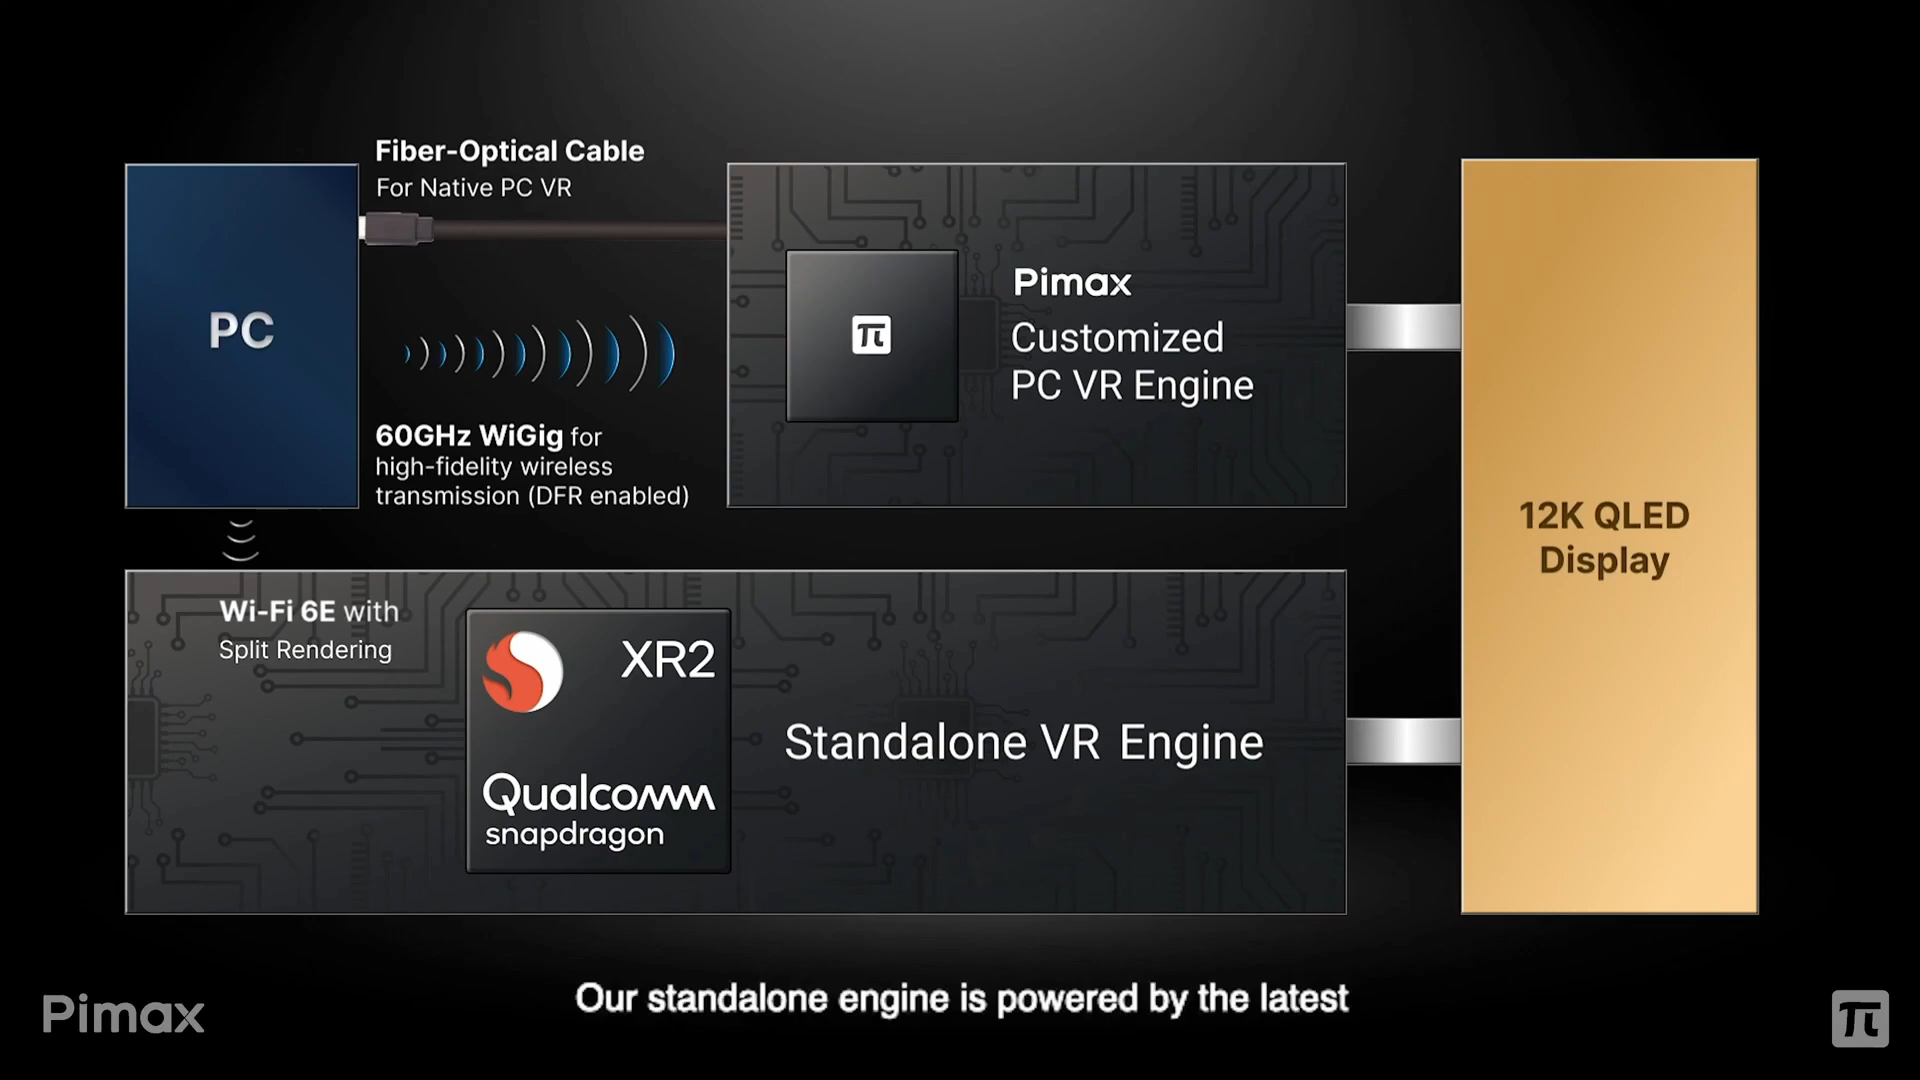 Fiber-Optical Cable
For Native PC VR
PC
60GHz WiGig for
high-fidelity wireless
transmission (DFR enabled)
Pimax
Customized
PC VR Engine
12K QLED
Display
Wi-Fi 6E with
Split Rendering
XR2
Qualcomm
snapdragon
Standalone VR Engine
Our standalone engine is powered by the latest
Pimax